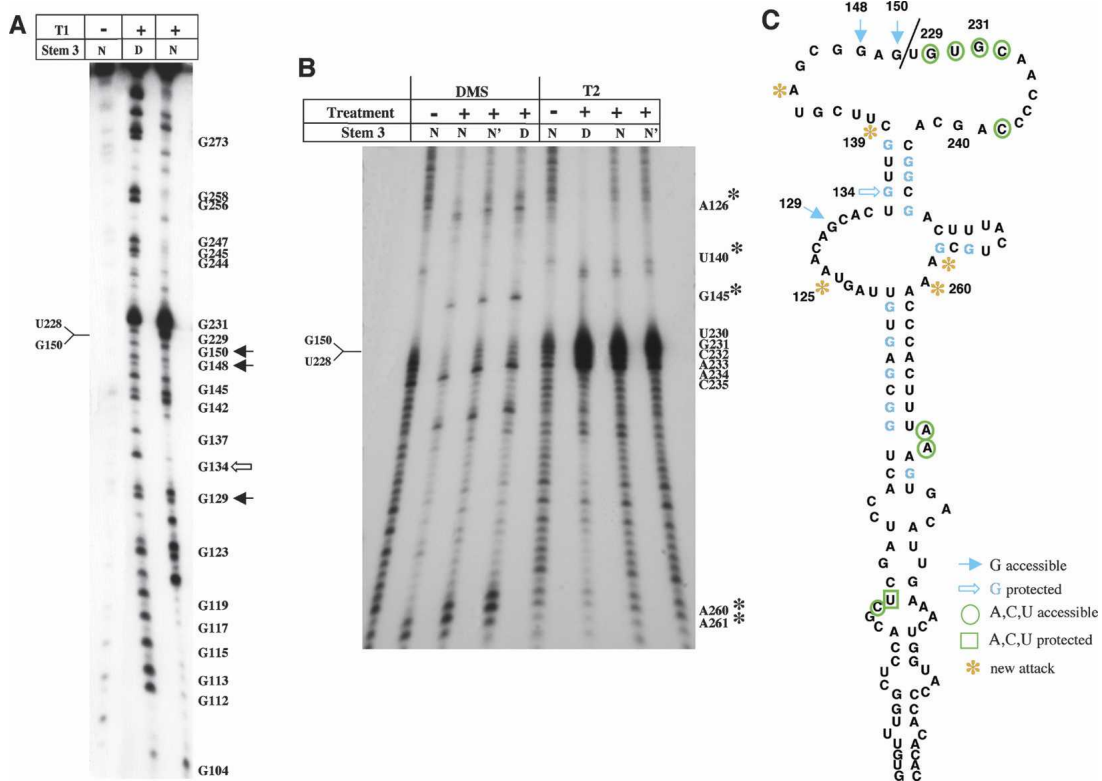 A
T1 - + +
Stem 3 N D N
G273
G258
G256
G247
G245
G244
U228
G150
G231
G229
G150
G148
G145
G142
G137
G134
G129
G123
G119
G117
G115
G113
G112
G104
B
DMS T2
Treatment - + + + - + + +
Stem 3 N N N' D N D N N'
A126 *
U140 *
G145 *
G150
U228
U230
G231
C232
A233
A234
C235
A260 *
A261 *
C
148 150 229 231
139 240
134
129
125 260
G accessible
G protected
A,C,U accessible
A,C,U protected
new attack